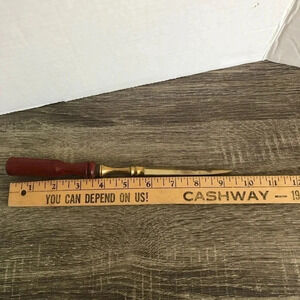 1 2 3 4 5 6 7 8 9 10 11 12
YOU CAN DEPEND ON US! CASHWAY